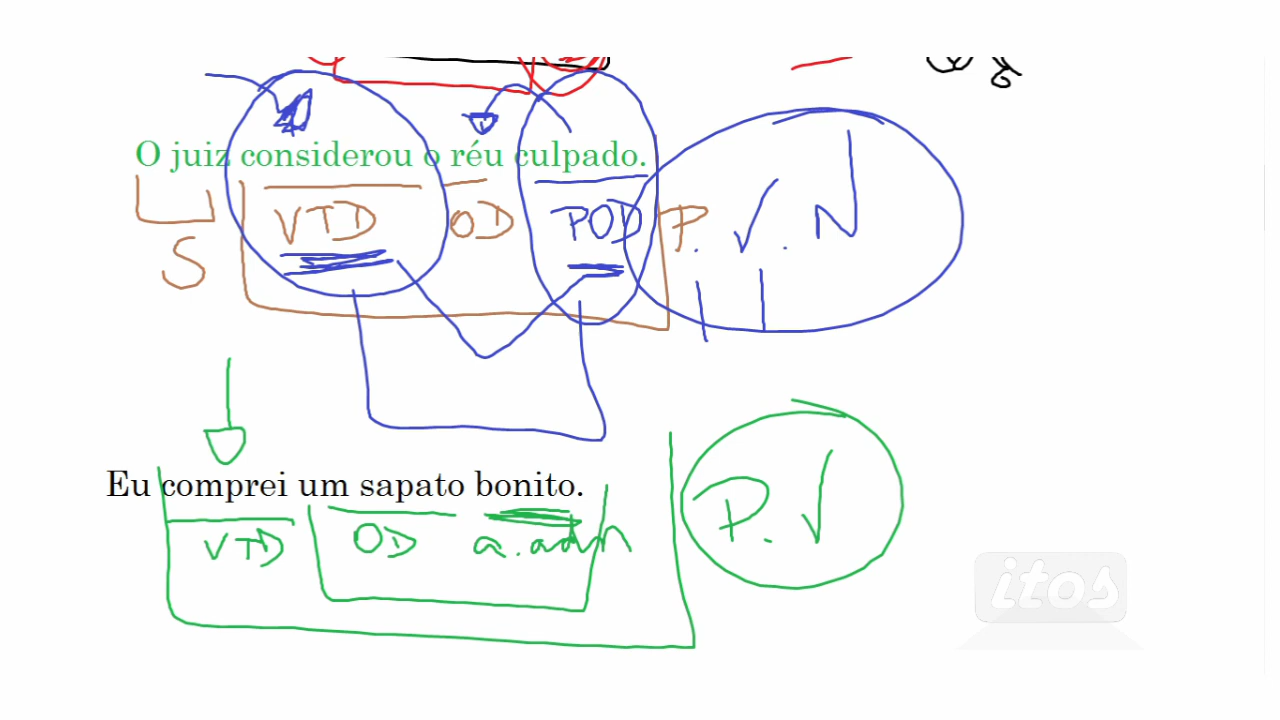 O juiz considerou o réu culpado.
S VTD OD POD P. V. N
Eu comprei um sapato bonito.
VTD OD a. adn P. V
itos